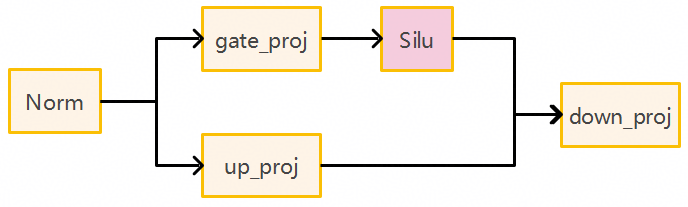 Norm
gate_proj
Silu
up_proj
down_proj